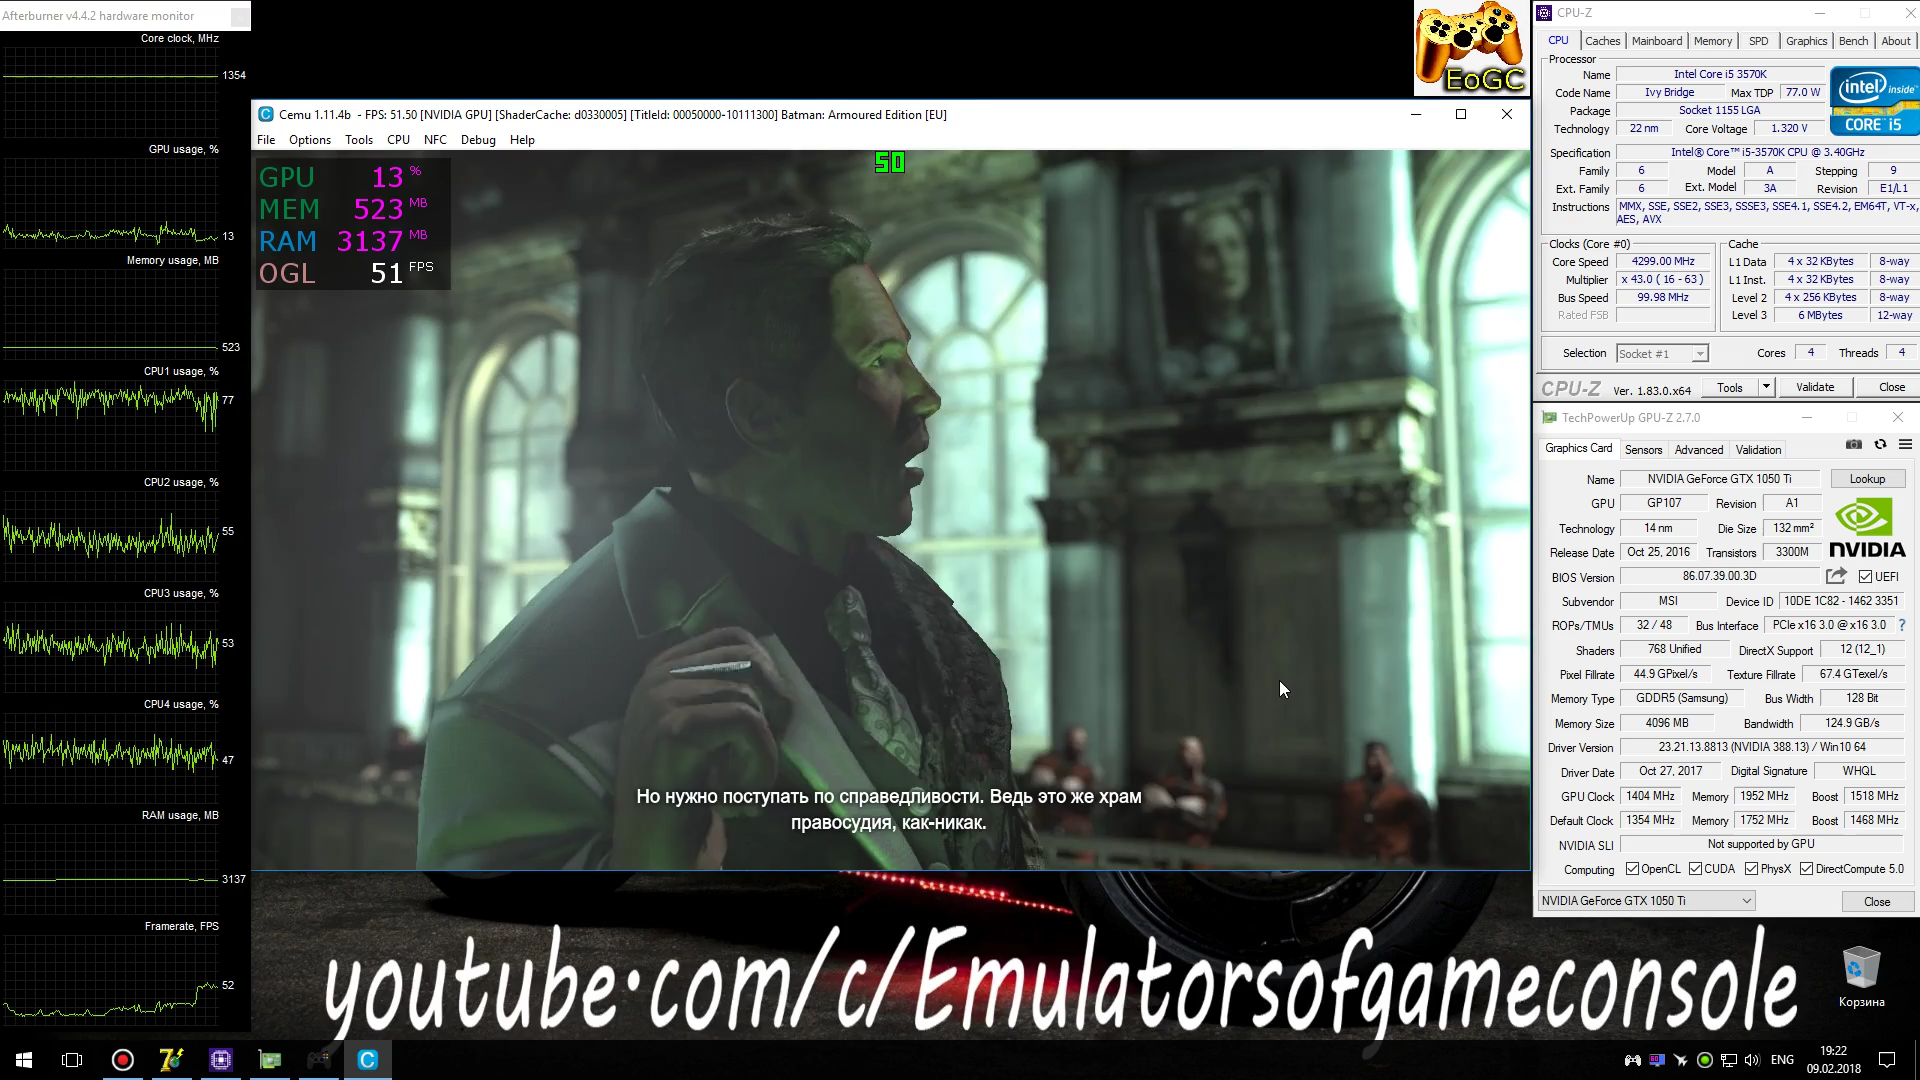 Afterburner v4.4.2 hardware monitor
Core clock, MHz
1354
GPU usage, %
13
Memory usage, MB
523
CPU1 usage, %
77
CPU2 usage, %
55
CPU3 usage, %
53
CPU4 usage, %
47
RAM usage, MB
3137
Framerate, FPS
52
EoGC
Cemu 1.11.4b - FPS: 51.50 [NVIDIA GPU] [ShaderCache: d0330005] [TitleId: 00050000-10111300] Batman: Armoured Edition [EU]
File Options Tools CPU NFC Debug Help
50
GPU 13 %
MEM 523 MB
RAM 3137 MB
OGL 51 FPS
Но нужно поступать по справедливости. Ведь это же храм
правосудия, как-никак.
CPU-Z
CPU Caches Mainboard Memory SPD Graphics Bench About
Processor
Name Intel Core i5 3570K
Code Name Ivy Bridge Max TDP 77.0 W
Package Socket 1155 LGA
Technology 22 nm Core Voltage 1.320 V
intel inside
CORE i5
Specification Intel® Core™ i5-3570K CPU @ 3.40GHz
Family 6 Model A Stepping 9
Ext. Family 6 Ext. Model 3A Revision E1/L1
Instructions MMX, SSE, SSE2, SSE3, SSSE3, SSE4.1, SSE4.2, EM64T, VT-x,
AES, AVX
Clocks (Core #0) Cache
Core Speed 4299.00 MHz L1 Data 4 x 32 KBytes 8-way
Multiplier x 43.0 ( 16 - 63 ) L1 Inst. 4 x 32 KBytes 8-way
Bus Speed 99.98 MHz Level 2 4 x 256 KBytes 8-way
Rated FSB Level 3 6 MBytes 12-way
Selection Socket #1 Cores 4 Threads 4
CPU-Z Ver. 1.83.0.x64 Tools Validate Close
TechPowerUp GPU-Z 2.7.0
Graphics Card Sensors Advanced Validation
Name NVIDIA GeForce GTX 1050 Ti Lookup
GPU GP107 Revision A1
Technology 14 nm Die Size 132 mm²
NVIDIA
Release Date Oct 25, 2016 Transistors 3300M
BIOS Version 86.07.39.00.3D UEFI
Subvendor MSI Device ID 10DE 1C82 - 1462 3351
ROPs/TMUs 32 / 48 Bus Interface PCIe x16 3.0 @ x16 3.0 ?
Shaders 768 Unified DirectX Support 12 (12_1)
Pixel Fillrate 44.9 GPixel/s Texture Fillrate 67.4 GTexel/s
Memory Type GDDR5 (Samsung) Bus Width 128 Bit
Memory Size 4096 MB Bandwidth 124.9 GB/s
Driver Version 23.21.13.8813 (NVIDIA 388.13) / Win10 64
Driver Date Oct 27, 2017 Digital Signature WHQL
GPU Clock 1404 MHz Memory 1952 MHz Boost 1518 MHz
Default Clock 1354 MHz Memory 1752 MHz Boost 1468 MHz
NVIDIA SLI Not supported by GPU
Computing OpenCL CUDA PhysX DirectCompute 5.0
NVIDIA GeForce GTX 1050 Ti Close
youtube.com/c/Emulatorsofgameconsole
Корзина
ENG
19:22
09.02.2018